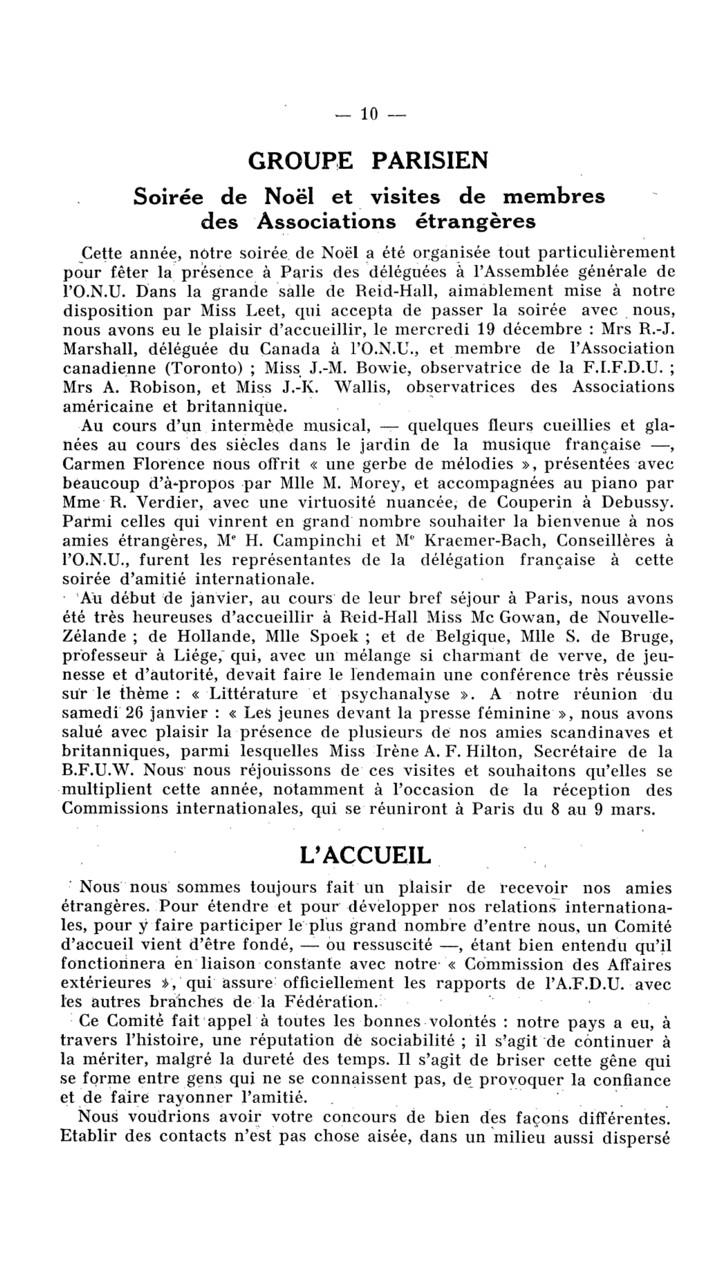 — 10 —
GROUPE PARISIEN
Soirée de Noël et visites de membres
des Associations étrangères
Cette année, notre soirée de Noël a été organisée tout particulièrement
pour fêter la présence à Paris des déléguées à l'Assemblée générale de
l'O.N.U. Dans la grande salle de Reid-Hall, aimablement mise à notre
disposition par Miss Leet, qui accepta de passer la soirée avec nous,
nous avons eu le plaisir d'accueillir, le mercredi 19 décembre : Mrs R.-J.
Marshall, déléguée du Canada à l'O.N.U., et membre de l'Association
canadienne (Toronto) ; Miss J.-M. Bowie, observatrice de la F.I.F.D.U. ;
Mrs A. Robison, et Miss J.-K. Wallis, observatrices des Associations
américaine et britannique.
Au cours d'un intermède musical, — quelques fleurs cueillies et gla-
nées au cours des siècles dans le jardin de la musique française —,
Carmen Florence nous offrit « une gerbe de mélodies », présentées avec
beaucoup d'à-propos par Mlle M. Morey, et accompagnées au piano par
Mme R. Verdier, avec une virtuosité nuancée, de Couperin à Debussy.
Parmi celles qui vinrent en grand nombre souhaiter la bienvenue à nos
amies étrangères, Mᵉ H. Campinchi et Mᵉ Kraemer-Bach, Conseillères à
l'O.N.U., furent les représentantes de la délégation française à cette
soirée d'amitié internationale.
Au début de janvier, au cours de leur bref séjour à Paris, nous avons
été très heureuses d'accueillir à Reid-Hall Miss Mc Gowan, de Nouvelle-
Zélande ; de Hollande, Mlle Spoek ; et de Belgique, Mlle S. de Bruge,
professeur à Liége, qui, avec un mélange si charmant de verve, de jeu-
nesse et d'autorité, devait faire le lendemain une conférence très réussie
sur le thème : « Littérature et psychanalyse ». A notre réunion du
samedi 26 janvier : « Les jeunes devant la presse féminine », nous avons
salué avec plaisir la présence de plusieurs de nos amies scandinaves et
britanniques, parmi lesquelles Miss Irène A. F. Hilton, Secrétaire de la
B.F.U.W. Nous nous réjouissons de ces visites et souhaitons qu'elles se
multiplient cette année, notamment à l'occasion de la réception des
Commissions internationales, qui se réuniront à Paris du 8 au 9 mars.
L'ACCUEIL
Nous nous sommes toujours fait un plaisir de recevoir nos amies
étrangères. Pour étendre et pour développer nos relations internationa-
les, pour y faire participer le plus grand nombre d'entre nous, un Comité
d'accueil vient d'être fondé, — ou ressuscité —, étant bien entendu qu'il
fonctionnera en liaison constante avec notre « Commission des Affaires
extérieures », qui assure officiellement les rapports de l'A.F.D.U. avec
les autres branches de la Fédération.
Ce Comité fait appel à toutes les bonnes volontés : notre pays a eu, à
travers l'histoire, une réputation de sociabilité ; il s'agit de continuer à
la mériter, malgré la dureté des temps. Il s'agit de briser cette gêne qui
se forme entre gens qui ne se connaissent pas, de provoquer la confiance
et de faire rayonner l'amitié.
Nous voudrions avoir votre concours de bien des façons différentes.
Etablir des contacts n'est pas chose aisée, dans un milieu aussi dispersé